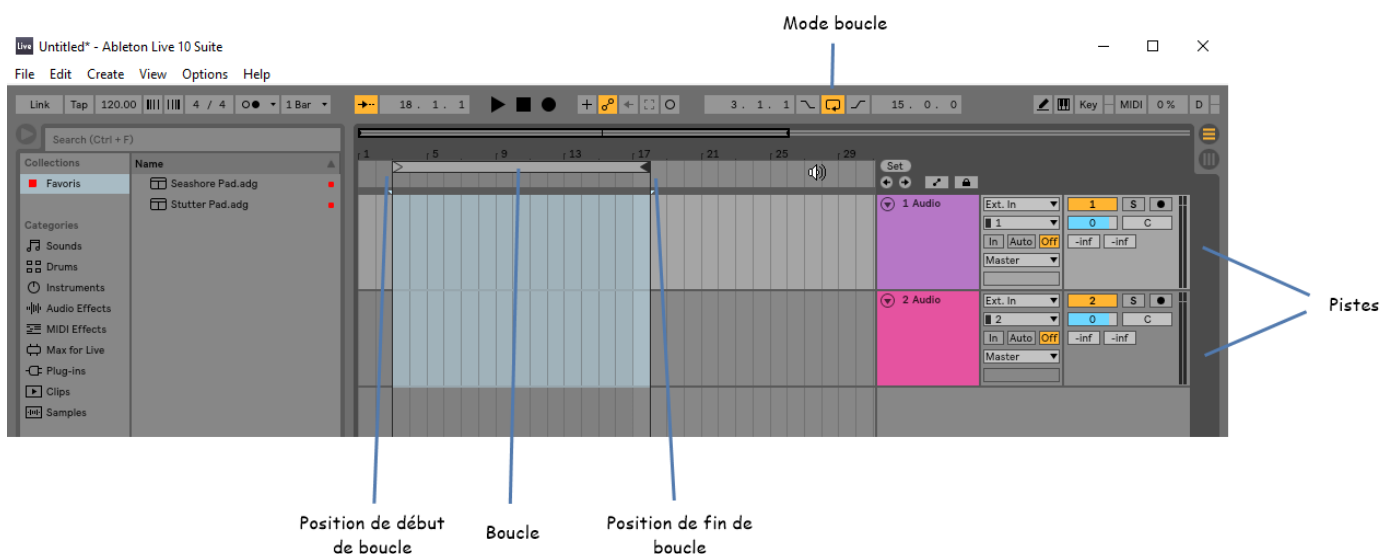 Mode boucle
Live Untitled* - Ableton Live 10 Suite
File Edit Create View Options Help
Link Tap 120.00 4 / 4 1 Bar 18 . 1 . 1 3 . 1 . 1 15 . 0 . 0 Key MIDI 0 % D
Search (Ctrl + F)
Collections Name
Favoris Seashore Pad.adg
Stutter Pad.adg
Categories
Sounds
Drums
Instruments
Audio Effects
MIDI Effects
Max for Live
Plug-ins
Clips
Samples
1 5 9 13 17 21 25 29
Set
1 Audio Ext. In 1 S
1 0 C
In Auto Off -inf -inf
Master
2 Audio Ext. In 2 S
2 0 C
In Auto Off -inf -inf
Master
Pistes
Position de début
de boucle
Boucle
Position de fin de
boucle